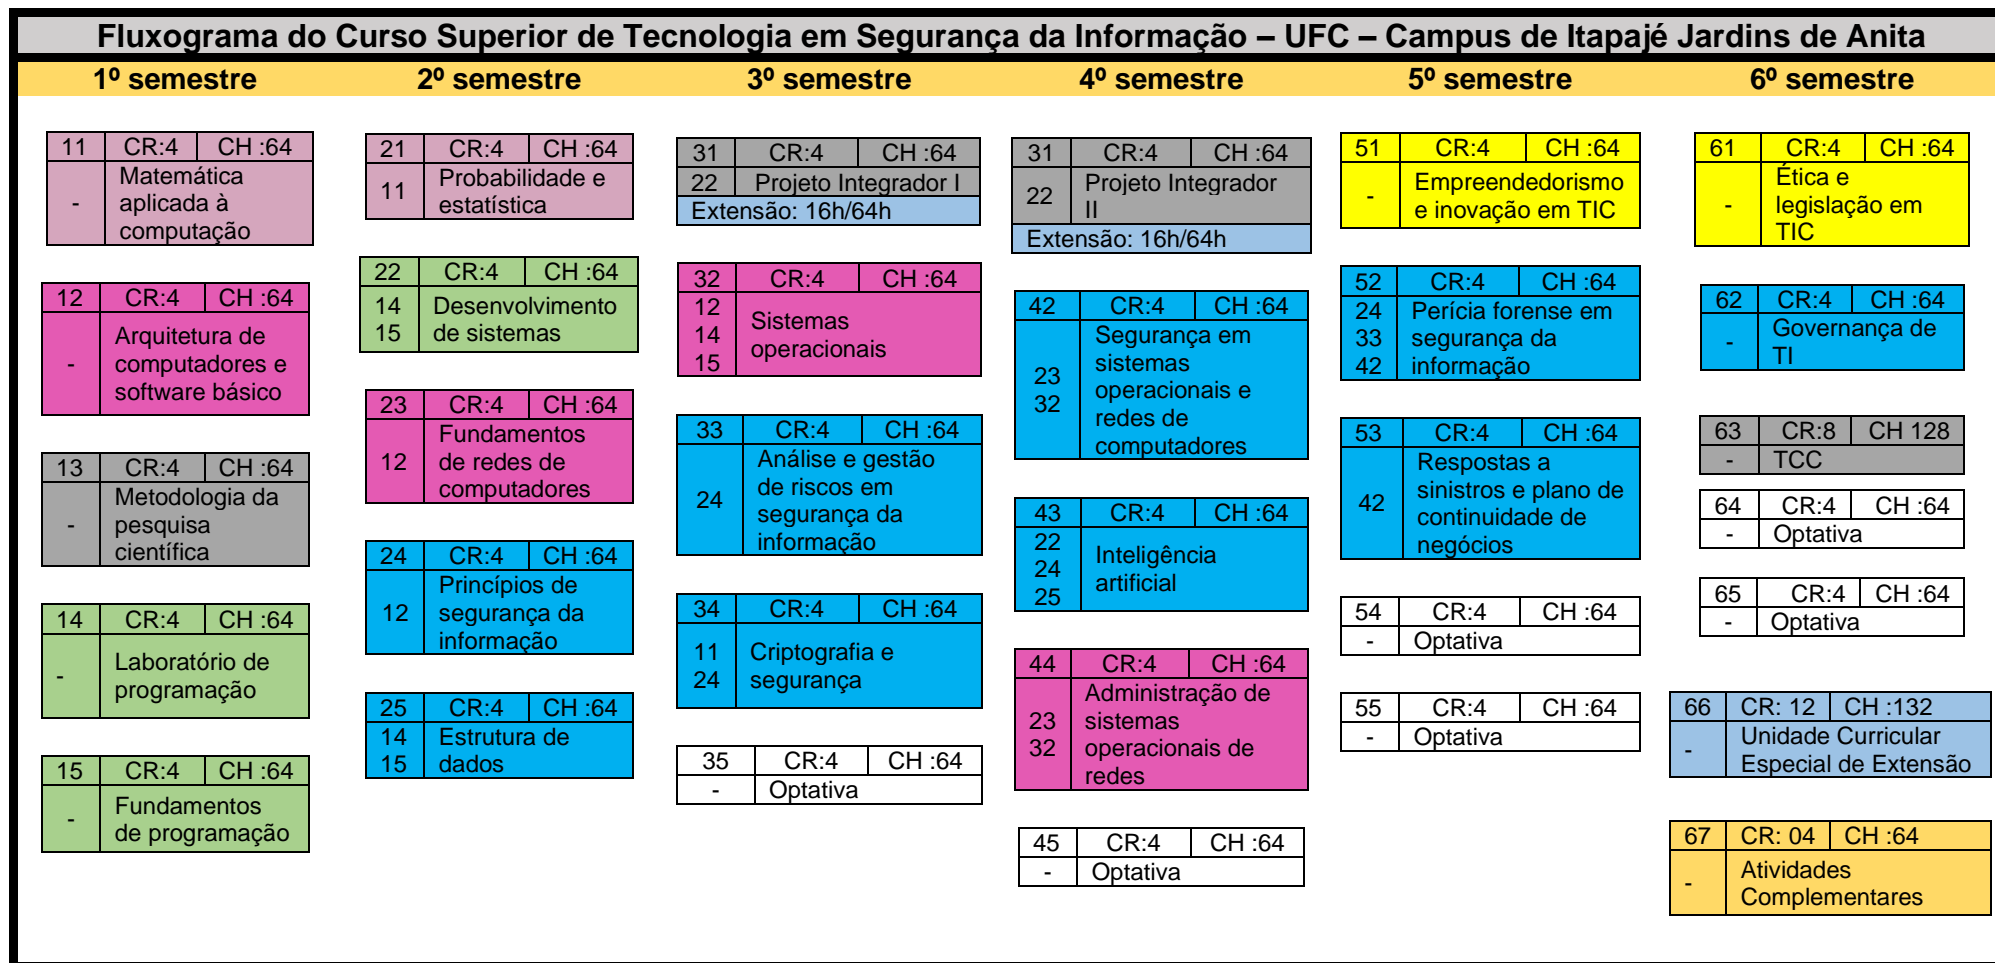 Fluxograma do Curso Superior de Tecnologia em Segurança da Informação – UFC – Campus de Itapajé Jardins de Anita
1º semestre 2º semestre 3º semestre 4º semestre 5º semestre 6º semestre
11 CR:4 CH :64
-
Matemática
aplicada à
computação
12 CR:4 CH :64
-
Arquitetura de
computadores e
software básico
13 CR:4 CH :64
-
Metodologia da
pesquisa
científica
14 CR:4 CH :64
-
Laboratório de
programação
15 CR:4 CH :64
-
Fundamentos
de programação
21 CR:4 CH :64
11
Probabilidade e
estatística
22 CR:4 CH :64
14 Desenvolvimento
15 de sistemas
23 CR:4 CH :64
12
Fundamentos
de redes de
computadores
24 CR:4 CH :64
12
Princípios de
segurança da
informação
25 CR:4 CH :64
14 Estrutura de
15 dados
31 CR:4 CH :64
22 Projeto Integrador I
Extensão: 16h/64h
32 CR:4 CH :64
12
14
15
Sistemas
operacionais
33 CR:4 CH :64
24
Análise e gestão
de riscos em
segurança da
informação
34 CR:4 CH :64
11 Criptografia e
24 segurança
35 CR:4 CH :64
- Optativa
31 CR:4 CH :64
22
Projeto Integrador
II
Extensão: 16h/64h
42 CR:4 CH :64
23
32
Segurança em
sistemas
operacionais e
redes de
computadores
43 CR:4 CH :64
22
24
25
Inteligência
artificial
44 CR:4 CH :64
23
32
Administração de
sistemas
operacionais de
redes
45 CR:4 CH :64
- Optativa
51 CR:4 CH :64
-
Empreendedorismo
e inovação em TIC
52 CR:4 CH :64
24 Perícia forense em
33 segurança da
42 informação
53 CR:4 CH :64
42
Respostas a
sinistros e plano de
continuidade de
negócios
54 CR:4 CH :64
- Optativa
55 CR:4 CH :64
- Optativa
61 CR:4 CH :64
-
Ética e
legislação em
TIC
62 CR:4 CH :64
-
Governança de
TI
63 CR:8 CH 128
- TCC
64 CR:4 CH :64
- Optativa
65 CR:4 CH :64
- Optativa
66 CR: 12 CH :132
-
Unidade Curricular
Especial de Extensão
67 CR: 04 CH :64
-
Atividades
Complementares